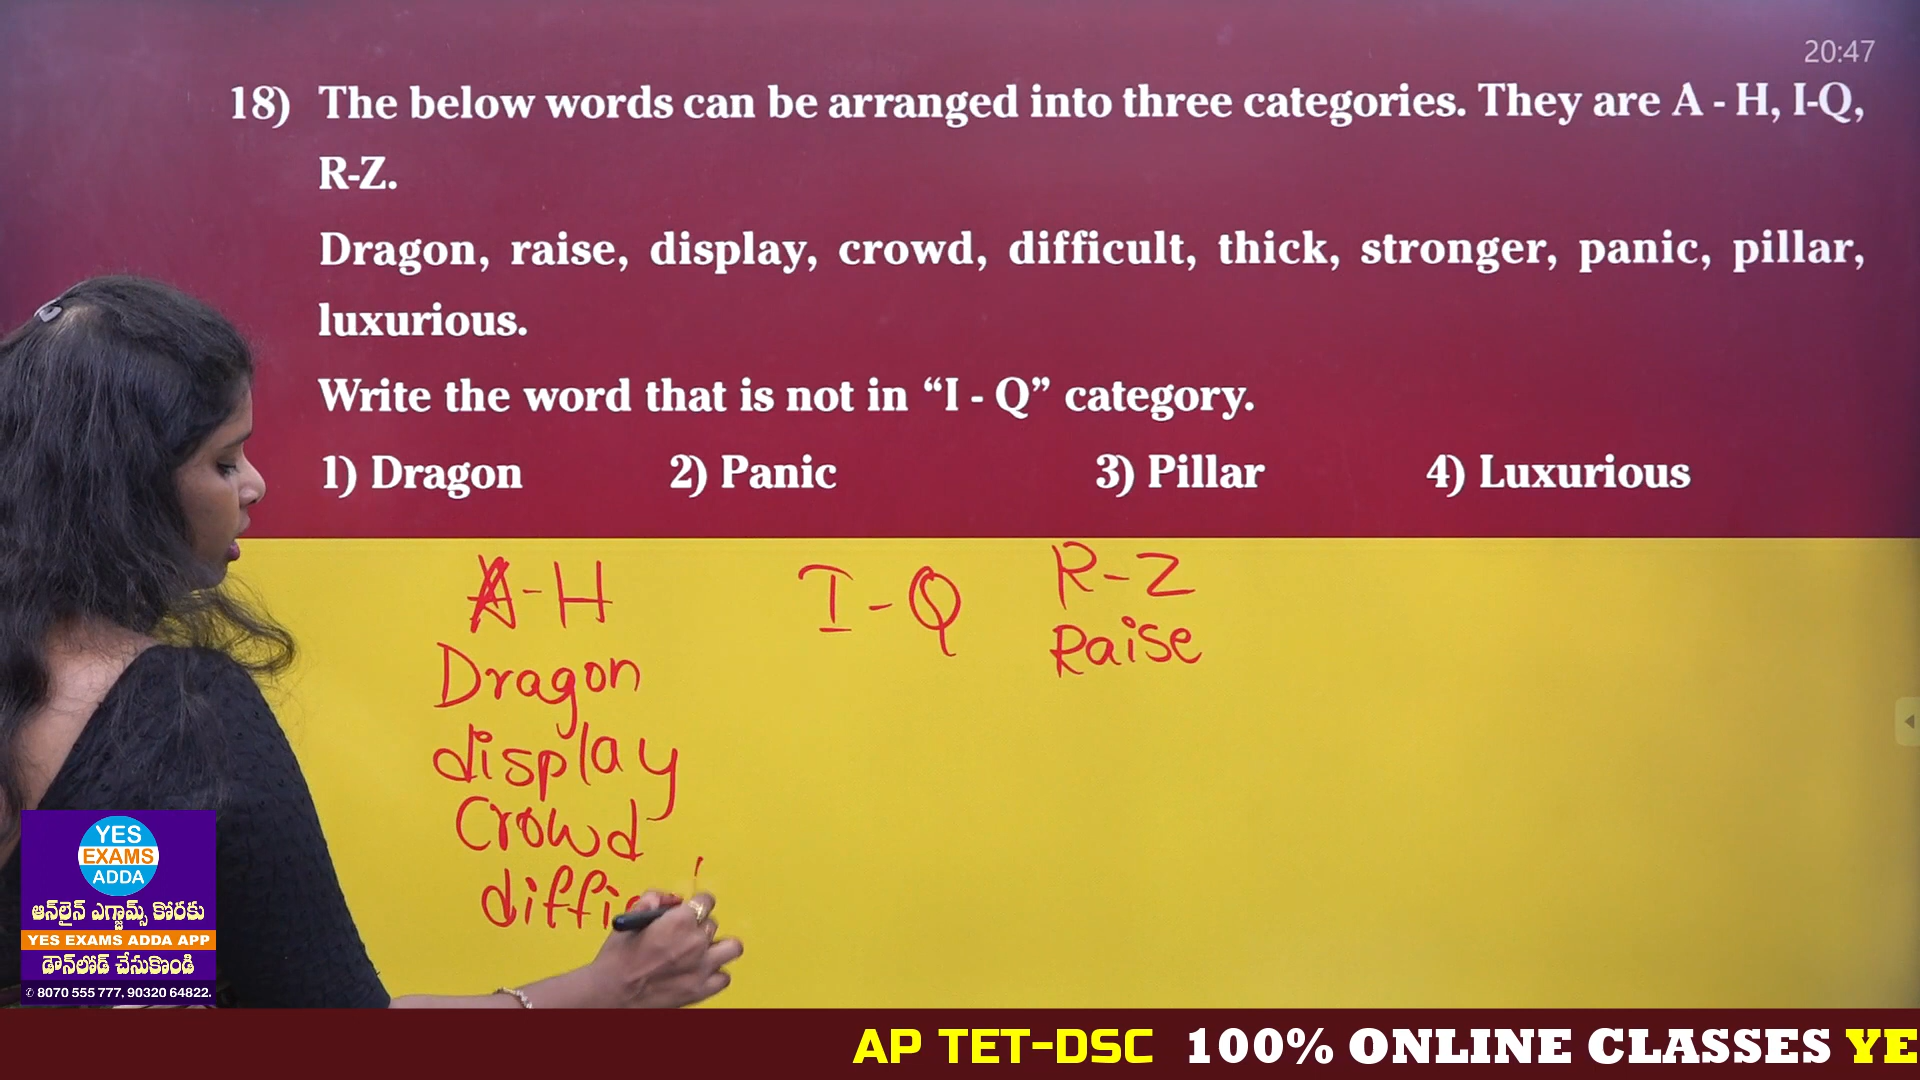 20:47
18) The below words can be arranged into three categories. They are A - H, I-Q,
R-Z.
Dragon, raise, display, crowd, difficult, thick, stronger, panic, pillar,
luxurious.
Write the word that is not in “I - Q” category.
1) Dragon 2) Panic 3) Pillar 4) Luxurious
A-H I-Q R-Z
Dragon Raise
display
Crowd
YES
EXAMS
ADDA
ఆన్‌లైన్ ఎగ్జామ్స్ కోరకు
YES EXAMS ADDA APP
డౌన్‌లోడ్ చేసుకొండి
✆ 8070 555 777, 90320 64822.
AP TET-DSC 100% ONLINE CLASSES YE